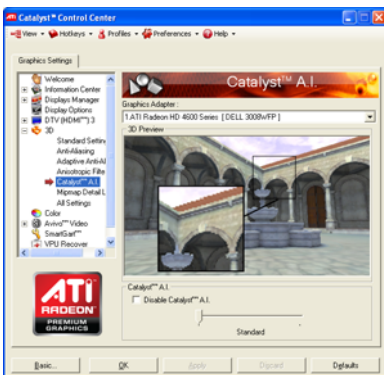 Catalyst™ Control Center
View Hotkeys Profiles Preferences Help
Graphics Settings
Welcome
Information Center
Displays Manager
Display Options
DTV (HDMI™) 3
3D
Standard Settin
Anti-Aliasing
Adaptive Anti-Al
Anisotropic Filte
Catalyst™ A.I.
Mipmap Detail L
All Settings
Color
Avivo™ Video
SmartGart™
VPU Recover
Catalyst™ A.I.
Graphics Adapter :
1.ATI Radeon HD 4600 Series [ DELL 3008WFP ]
3D Preview
Catalyst™ A.I.
Disable Catalyst™ A.I.
Standard
ATI
RADEON
PREMIUM
GRAPHICS
Basic...
OK
Apply
Discard
Defaults